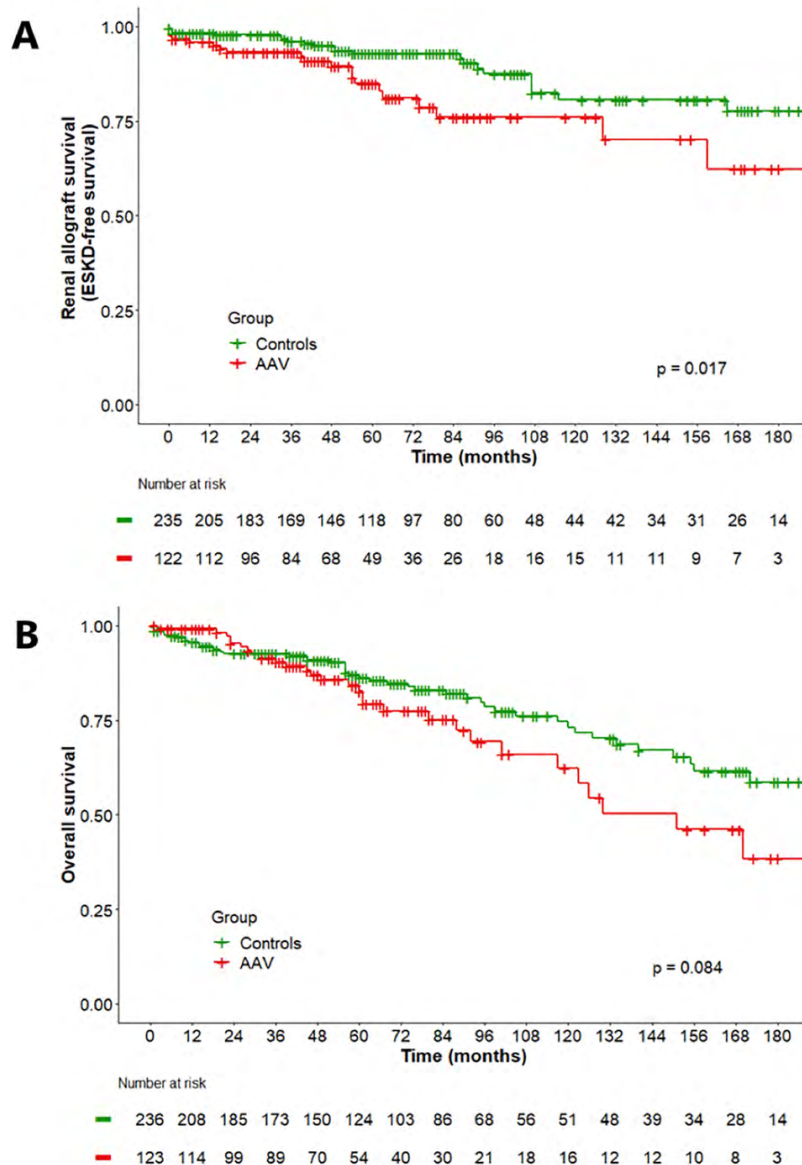 A
Renal allograft survival
(ESKD-free survival)
1.00
0.75
0.50
0.25
0.00
Group
Controls
AAV
p = 0.017
0 12 24 36 48 60 72 84 96 108 120 132 144 156 168 180
Time (months)
Number at risk
235 205 183 169 146 118 97 80 60 48 44 42 34 31 26 14
122 112 96 84 68 49 36 26 18 16 15 11 11 9 7 3
B
Overall survival
1.00
0.75
0.50
0.25
0.00
Group
Controls
AAV
p = 0.084
0 12 24 36 48 60 72 84 96 108 120 132 144 156 168 180
Time (months)
Number at risk
236 208 185 173 150 124 103 86 68 56 51 48 39 34 28 14
123 114 99 89 70 54 40 30 21 18 16 12 12 10 8 3